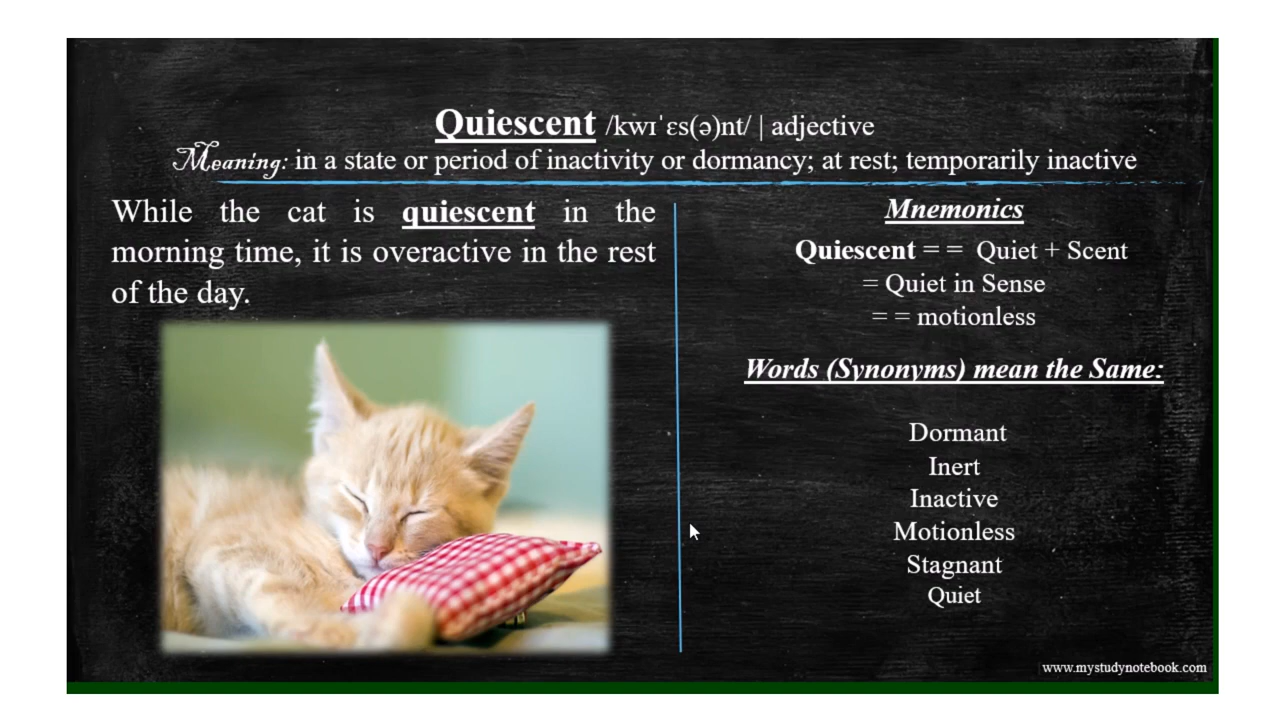 Quiescent /kwɪˈɛs(ə)nt/ | adjective
Meaning: in a state or period of inactivity or dormancy; at rest; temporarily inactive
While the cat is quiescent in the
morning time, it is overactive in the rest
of the day.
Mnemonics
Quiescent = = Quiet + Scent
= Quiet in Sense
= = motionless
Words (Synonyms) mean the Same:
Dormant
Inert
Inactive
Motionless
Stagnant
Quiet
www.mystudynotebook.com